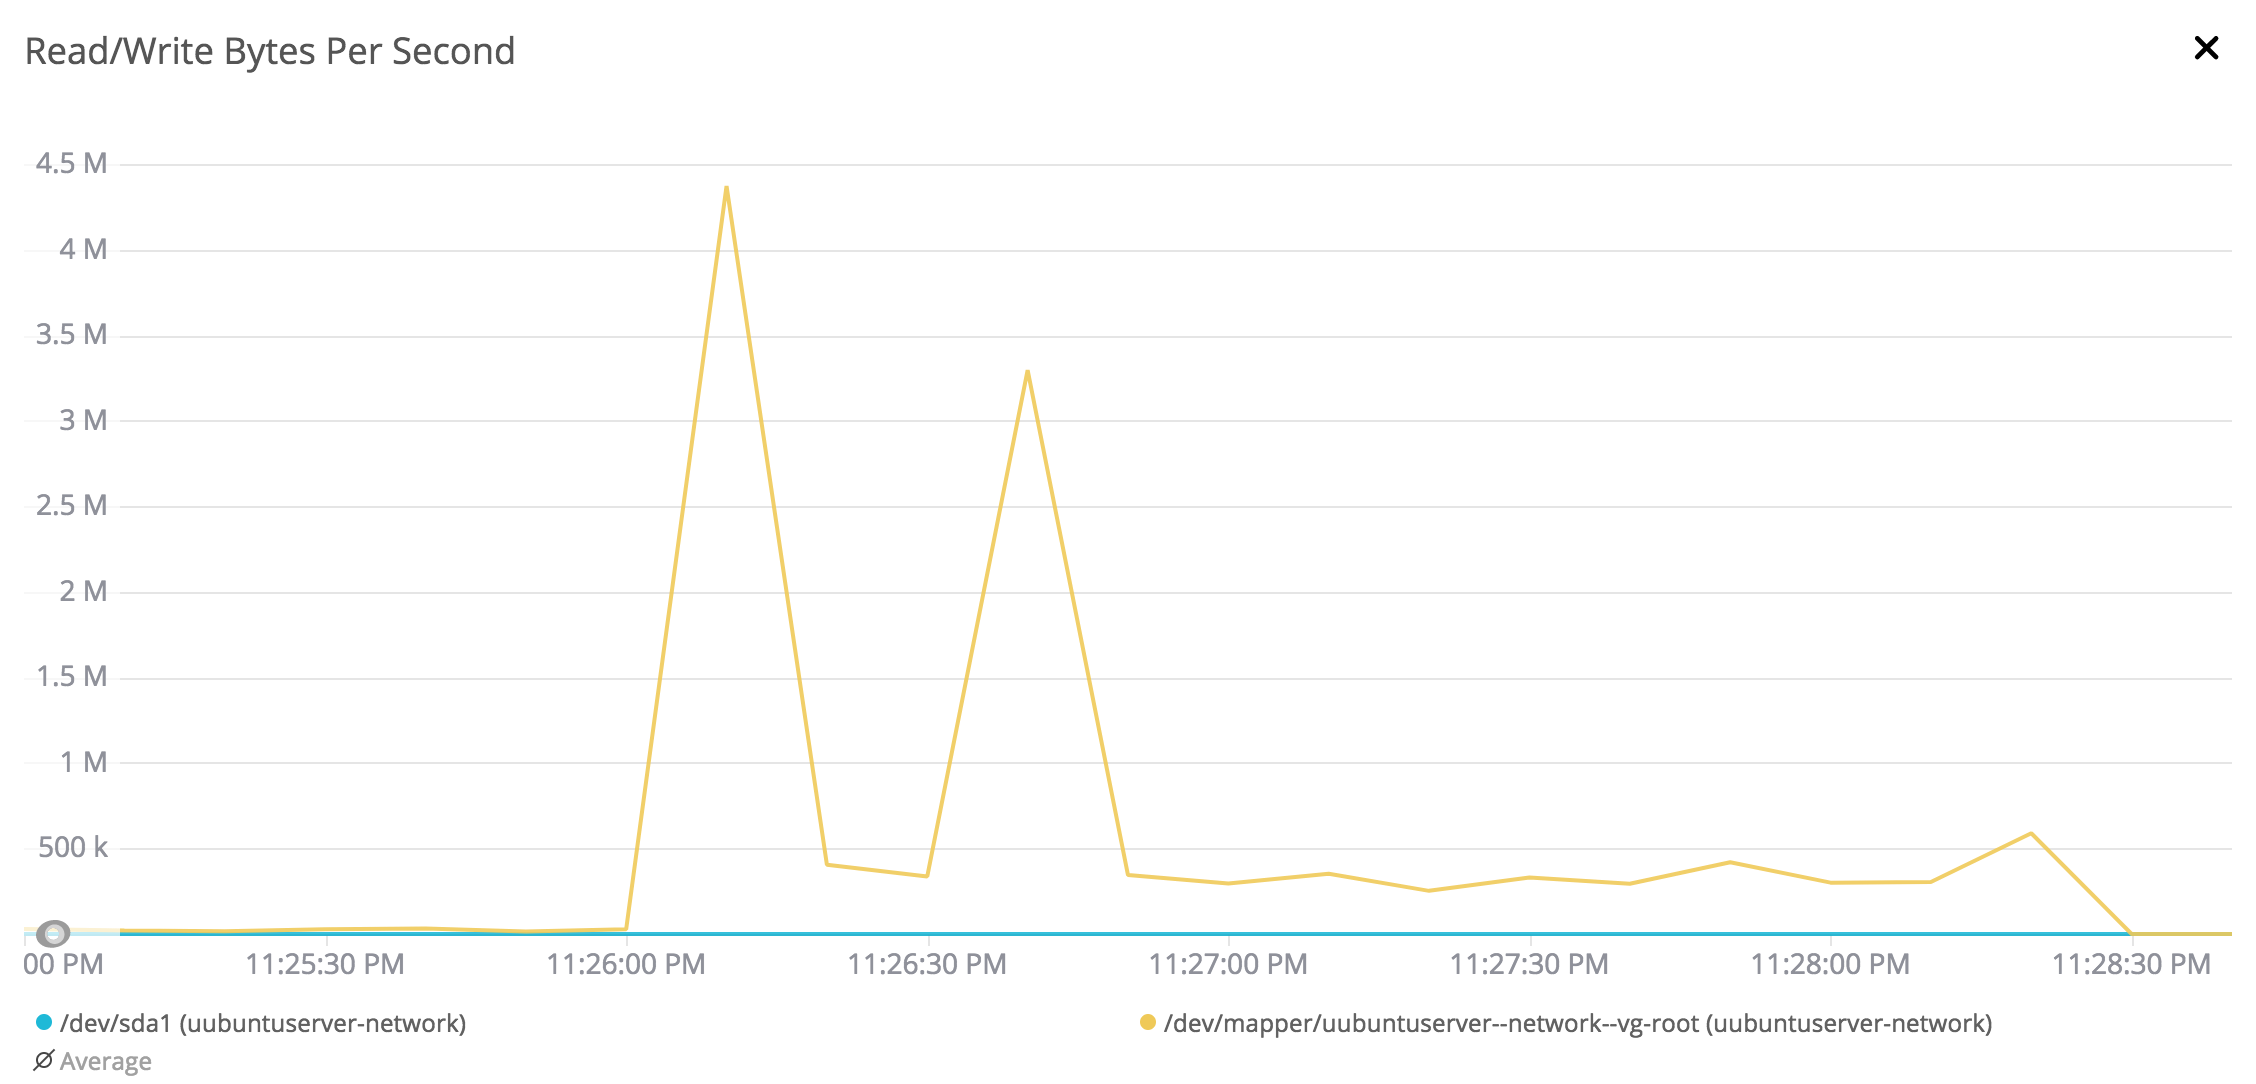 Read/Write Bytes Per Second
4.5 M
4 M
3.5 M
3 M
2.5 M
2 M
1.5 M
1 M
500 k
00 PM 11:25:30 PM 11:26:00 PM 11:26:30 PM 11:27:00 PM 11:27:30 PM 11:28:00 PM 11:28:30 PM
/dev/sda1 (uubuntuserver-network) /dev/mapper/uubuntuserver--network--vg-root (uubuntuserver-network)
Average